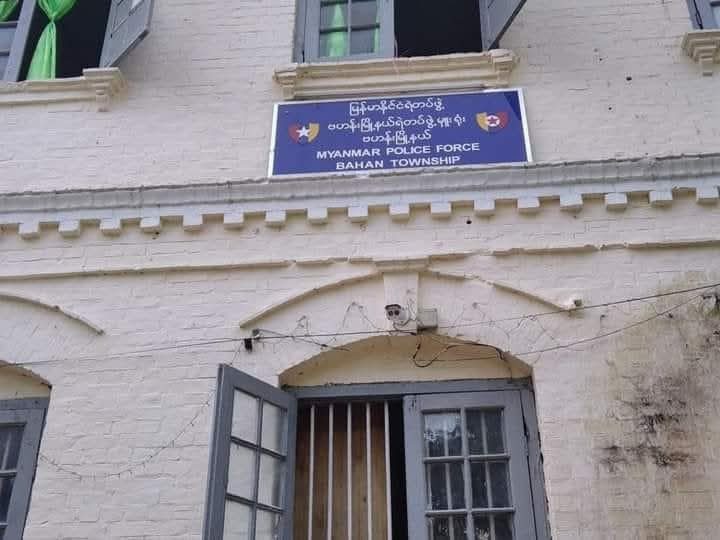 မြန်မာနိုင်ငံရဲတပ်ဖွဲ့
ဗဟန်းမြို့နယ်ရဲတပ်ဖွဲ့မှူးရုံး
ဗဟန်းမြို့နယ်
MYANMAR POLICE FORCE
BAHAN TOWNSHIP